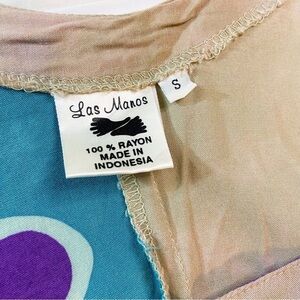 Las Manos
S
100 % RAYON
MADE IN
INDONESIA